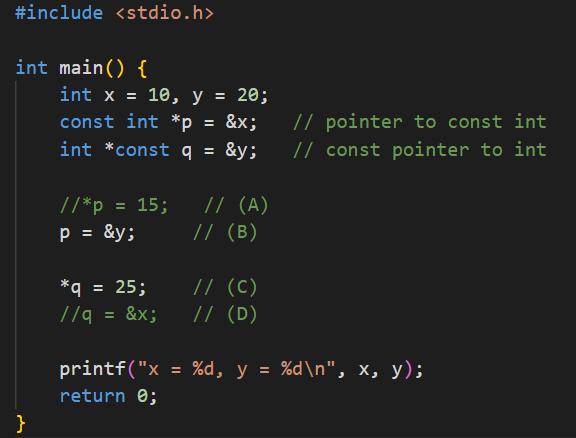 #include <stdio.h>

int main() {
    int x = 10, y = 20;
    const int *p = &x;   // pointer to const int
    int *const q = &y;   // const pointer to int

    //*p = 15;   // (A)
    p = &y;     // (B)

    *q = 25;    // (C)
    //q = &x;   // (D)

    printf("x = %d, y = %d\n", x, y);
    return 0;
}